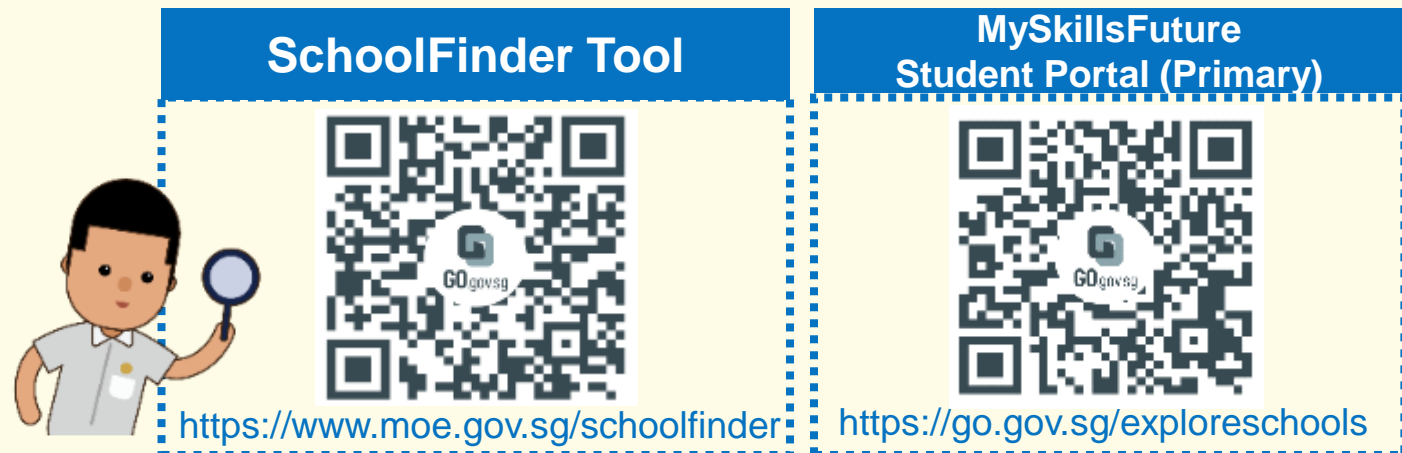 SchoolFinder Tool
MySkillsFuture
Student Portal (Primary)
GOgovsg
GOgovsg
https://www.moe.gov.sg/schoolfinder
https://go.gov.sg/exploreschools